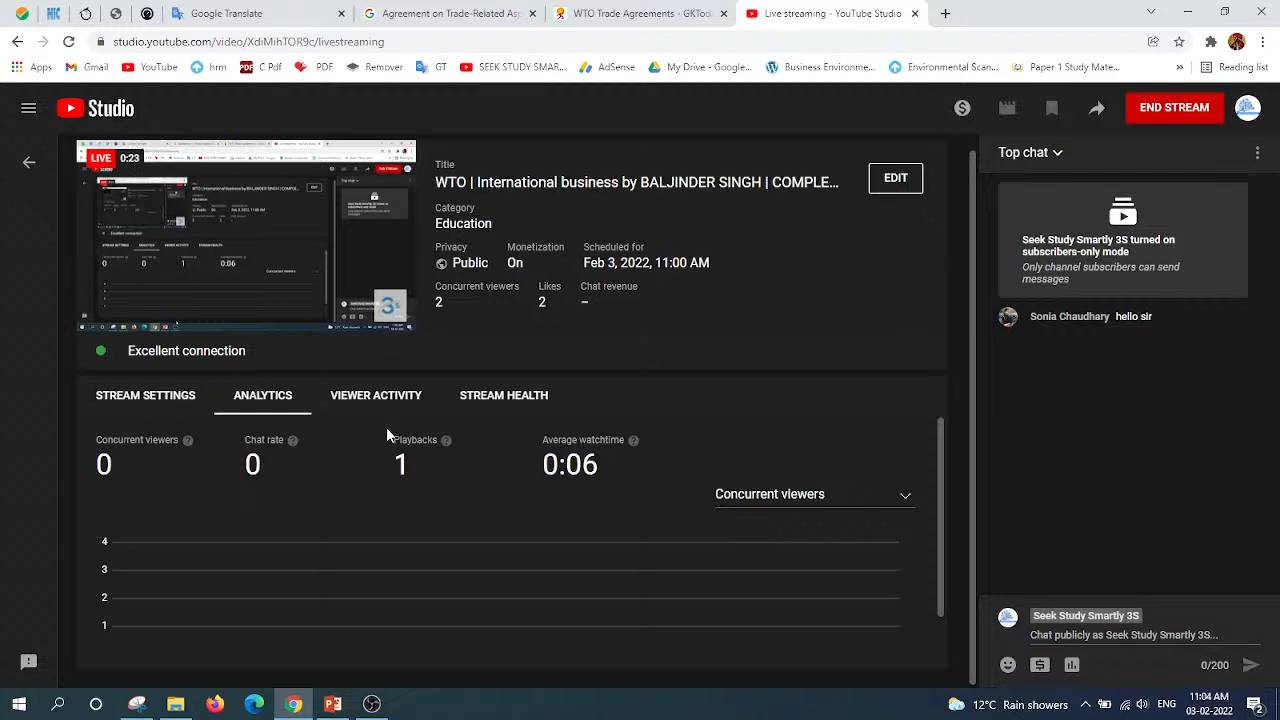 Google Translate
Agreement on Trade-Related Asp
WTO Trade Agreements - GKTod
Live streaming - YouTube Studio
studio.youtube.com/video/XdiMihTOR9c/livestreaming
Apps
Gmail
YouTube
hrm
C Pdf
PDF
Remover
GT
SEEK STUDY SMA...
AdSense
My Drive - Google...
Business Environme...
Environmental Scan...
Paper 1 Study Mate...
»
Reading list
Studio
END STREAM
LIVE 0:23
Title
WTO | International business by BALJINDER SINGH | COMPLE...
EDIT
Category
Education
Privacy
Public
On
Feb 3, 2022, 11:00 AM
Concurrent viewers
2
Likes
2
Chat revenue
–
Excellent connection
STREAM SETTINGS
ANALYTICS
VIEWER ACTIVITY
STREAM HEALTH
Concurrent viewers
0
Chat rate
0
Playbacks
1
Average watchtime
0:06
Concurrent viewers
4
3
2
1
Top chat
Seek Study Smartly 3S turned on
subscribers only mode
Only channel subscribers can send
messages
Sonia Chaudhary hello sir
Seek Study Smartly 3S
Chat publicly as Seek Study Smartly 3S...
0/200
12°C Rain showers
ENG
11:04 AM
03-02-2022